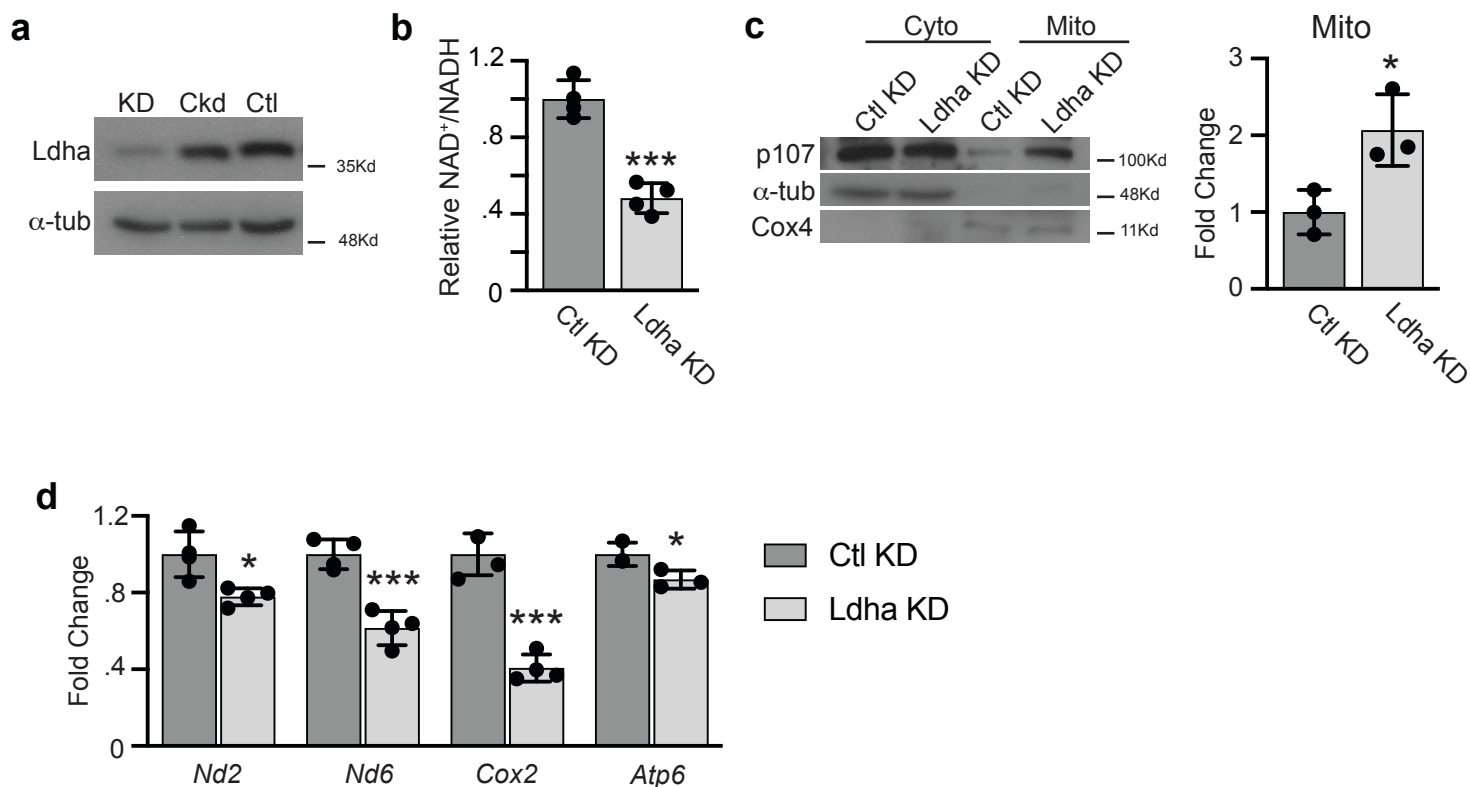 a
KD Ckd Ctl
Ldha
35Kd
α-tub
48Kd
b
Relative NAD⁺/NADH
1.2
.8
.4
0
***
Ctl KD
Ldha KD
c
Cyto Mito
Ctl KD Ldha KD Ctl KD Ldha KD
p107
100Kd
α-tub
48Kd
Cox4
11Kd
Mito
Fold Change
3
2
1
0
*
Ctl KD
Ldha KD
d
Fold Change
1.2
.8
.4
0
* *** *** *
Nd2 Nd6 Cox2 Atp6
Ctl KD
Ldha KD